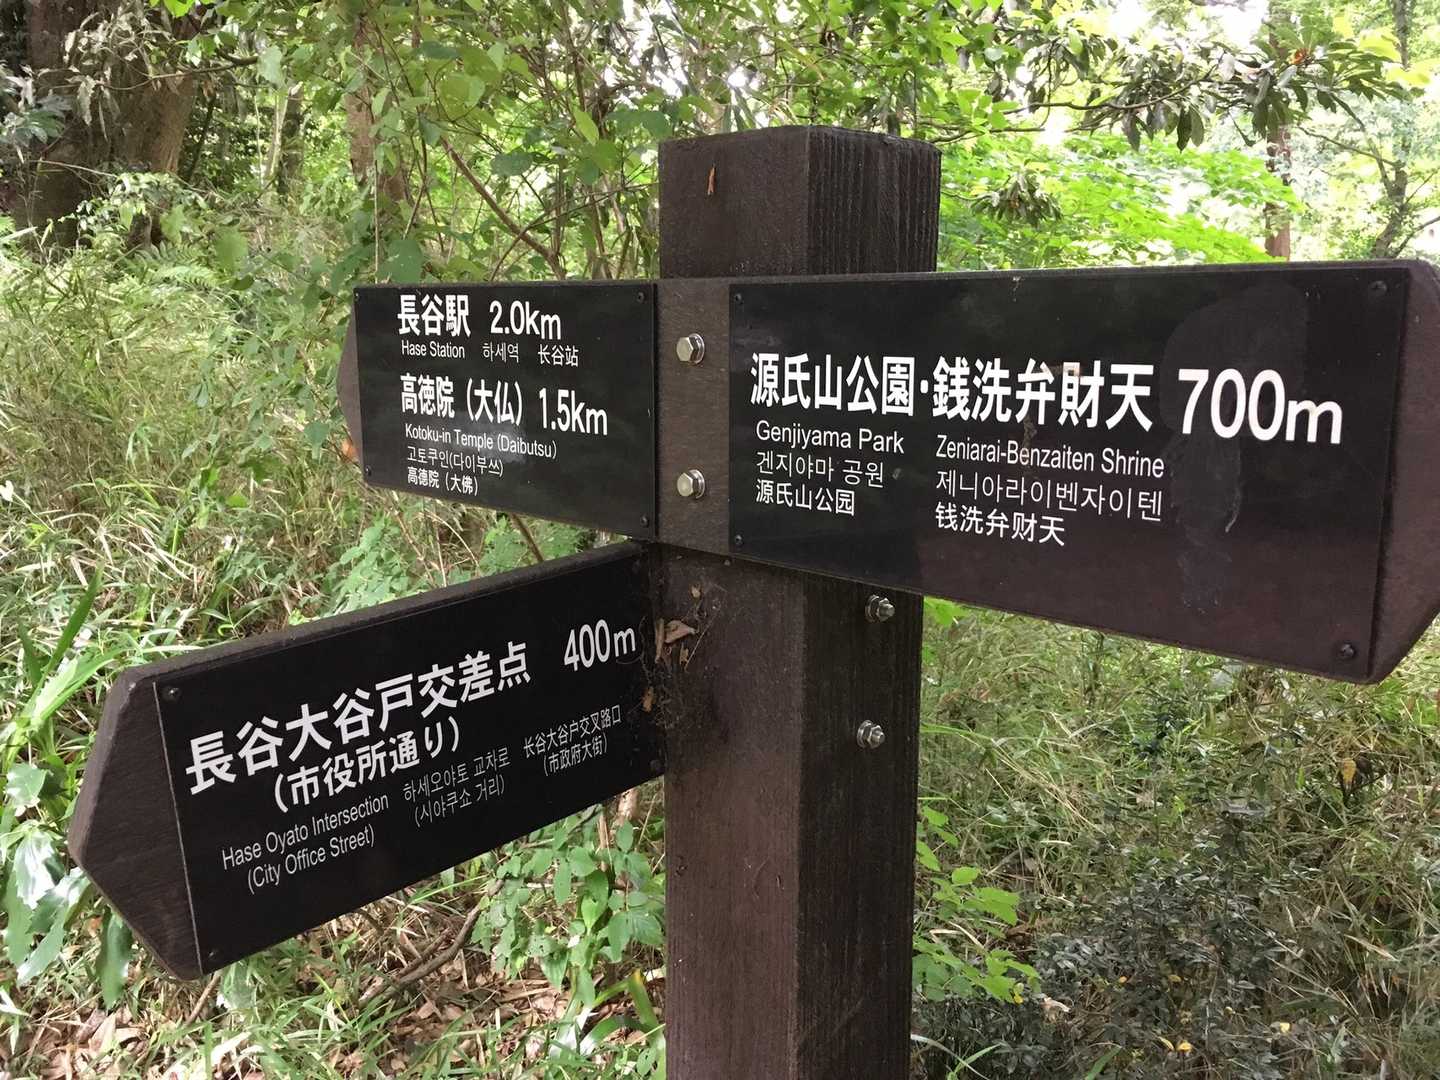 長谷駅 2.0km
Hase Station 하세역 长谷站
高徳院（大仏）1.5km
Kotoku-in Temple (Daibutsu)
고토쿠인(다이부쓰)
高德院（大佛）
源氏山公園・銭洗弁財天 700m
Genjiyama Park Zeniarai-Benzaiten Shrine
겐지야마 공원 제니아라이벤자이텐
源氏山公园 钱洗弁财天
長谷大谷戸交差点 400m
（市役所通り）
Hase Oyato Intersection 하세오야토 교차로 长谷大谷户交叉路口
(City Office Street) (시야쿠쇼 거리) (市政府大街)